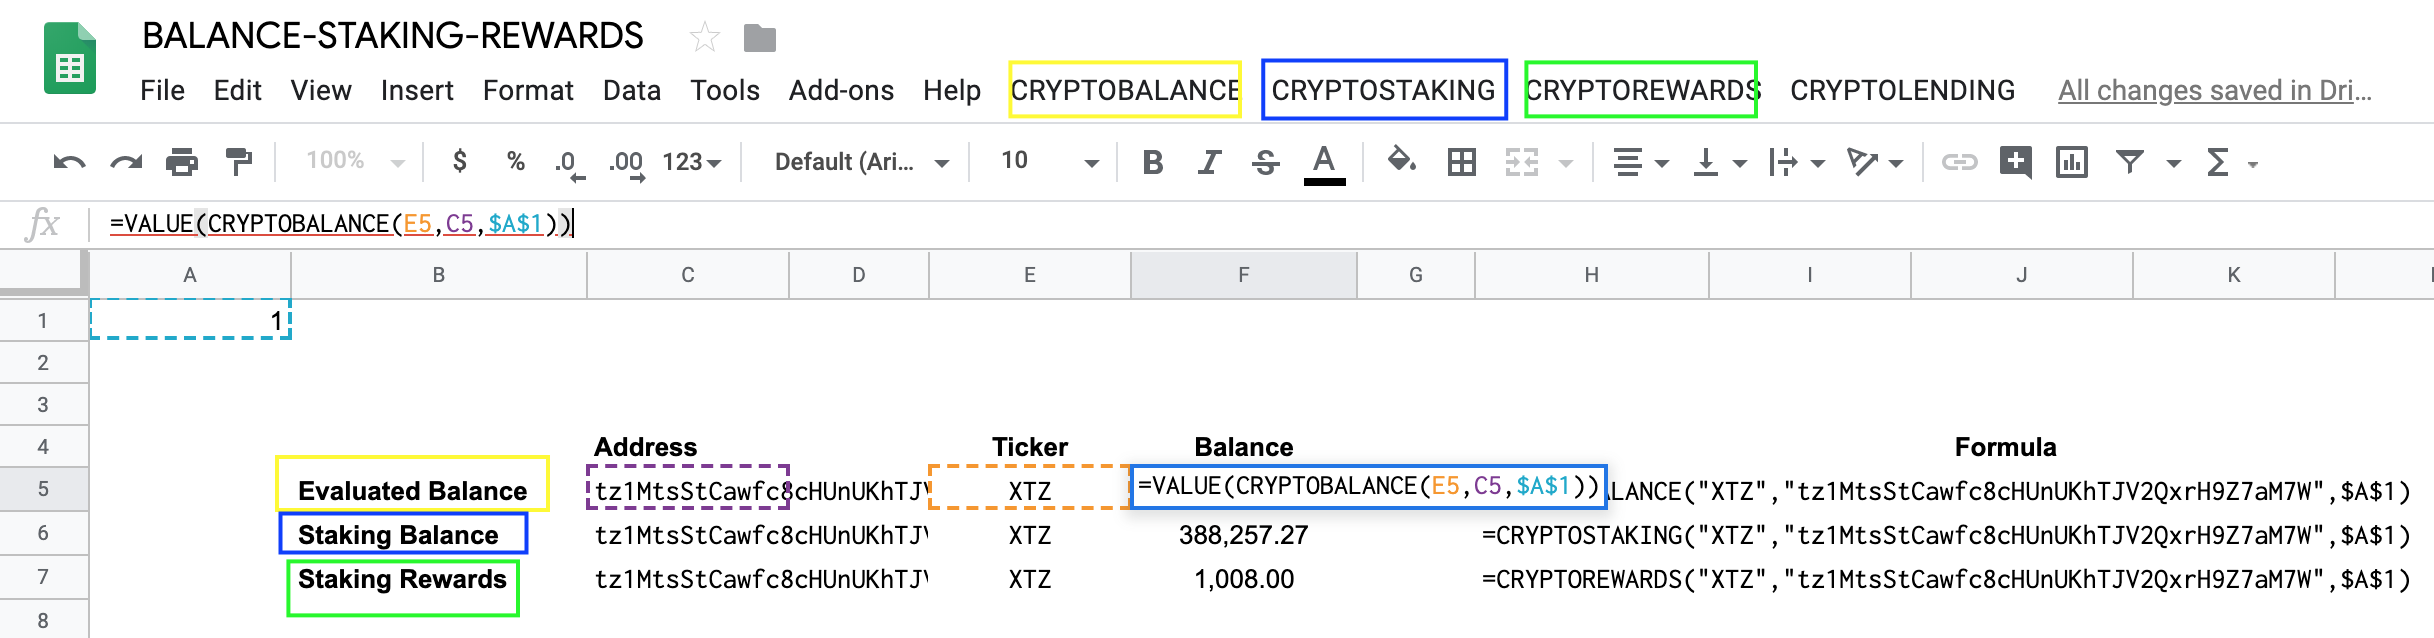 BALANCE-STAKING-REWARDS
File Edit View Insert Format Data Tools Add-ons Help CRYPTOBALANCE CRYPTOSTAKING CRYPTOREWARDS CRYPTOLENDING All changes saved in Dri...
100% $ % .0 .00 123 Default (Ari... 10 B I S A
fx =VALUE(CRYPTOBALANCE(E5,C5,$A$1))
A B C D E F G H I J K
1 1
2
3
4 Address Ticker Balance Formula
5 Evaluated Balance tz1MtsStCawfc8cHUnUKhTJV XTZ =VALUE(CRYPTOBALANCE(E5,C5,$A$1)) LANCE("XTZ","tz1MtsStCawfc8cHUnUKhTJV2QxrH9Z7aM7W",$A$1)
6 Staking Balance tz1MtsStCawfc8cHUnUKhTJV XTZ 388,257.27 =CRYPTOSTAKING("XTZ","tz1MtsStCawfc8cHUnUKhTJV2QxrH9Z7aM7W",$A$1)
7 Staking Rewards tz1MtsStCawfc8cHUnUKhTJV XTZ 1,008.00 =CRYPTOREWARDS("XTZ","tz1MtsStCawfc8cHUnUKhTJV2QxrH9Z7aM7W",$A$1)
8